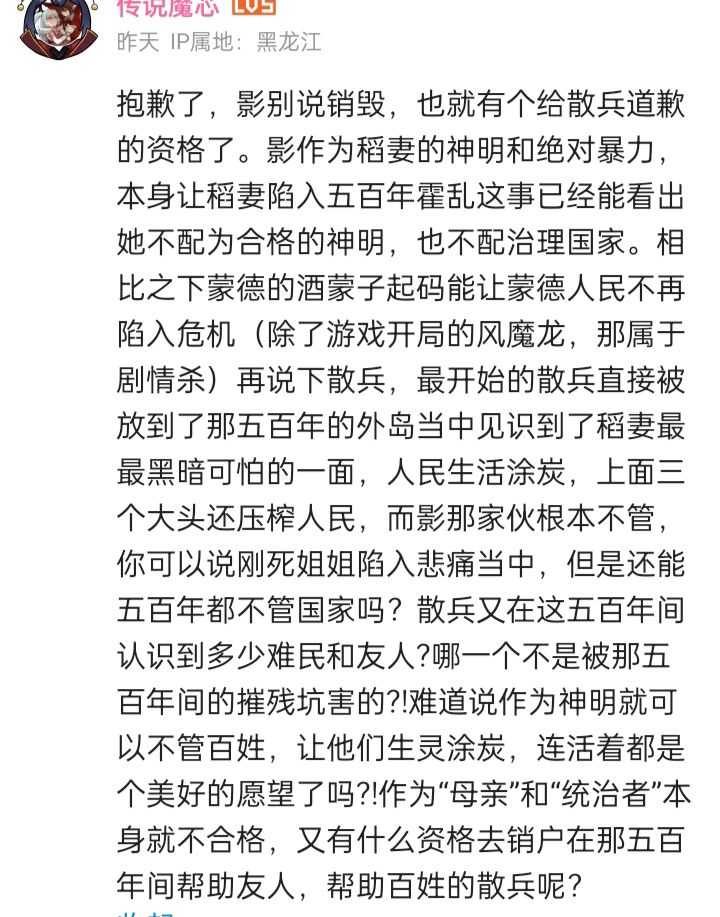 传说魔芯 LV5
昨天 IP属地：黑龙江
抱歉了，影别说销毁，也就有个给散兵道歉
的资格了。影作为稻妻的神明和绝对暴力，
本身让稻妻陷入五百年霍乱这事已经能看出
她不配为合格的神明，也不配治理国家。相
比之下蒙德的酒蒙子起码能让蒙德人民不再
陷入危机（除了游戏开局的风魔龙，那属于
剧情杀）再说下散兵，最开始的散兵直接被
放到了那五百年的外岛当中见识到了稻妻最
最黑暗可怕的一面，人民生活涂炭，上面三
个大头还压榨人民，而影那家伙根本不管，
你可以说刚死姐姐陷入悲痛当中，但是还能
五百年都不管国家吗？散兵又在这五百年间
认识到多少难民和友人?哪一个不是被那五
百年间的摧残坑害的?!难道说作为神明就可
以不管百姓，让他们生灵涂炭，连活着都是
个美好的愿望了吗?!作为“母亲”和“统治者”本
身就不合格，又有什么资格去销户在那五百
年间帮助友人，帮助百姓的散兵呢？